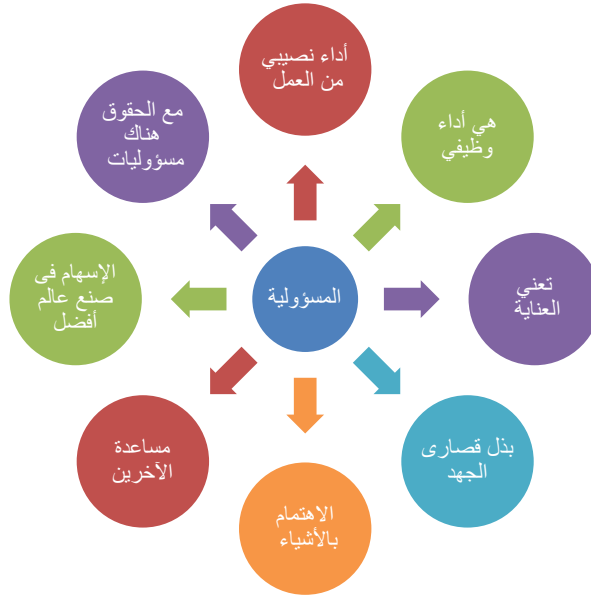 أداء نصيبي
من العمل
هي أداء
وظيفي
تعني
العناية
بذل قصارى
الجهد
الاهتمام
بالأشياء
مساعدة
الآخرين
الإسهام فى
صنع عالم
أفضل
مع الحقوق
هناك
مسؤوليات
المسؤولية